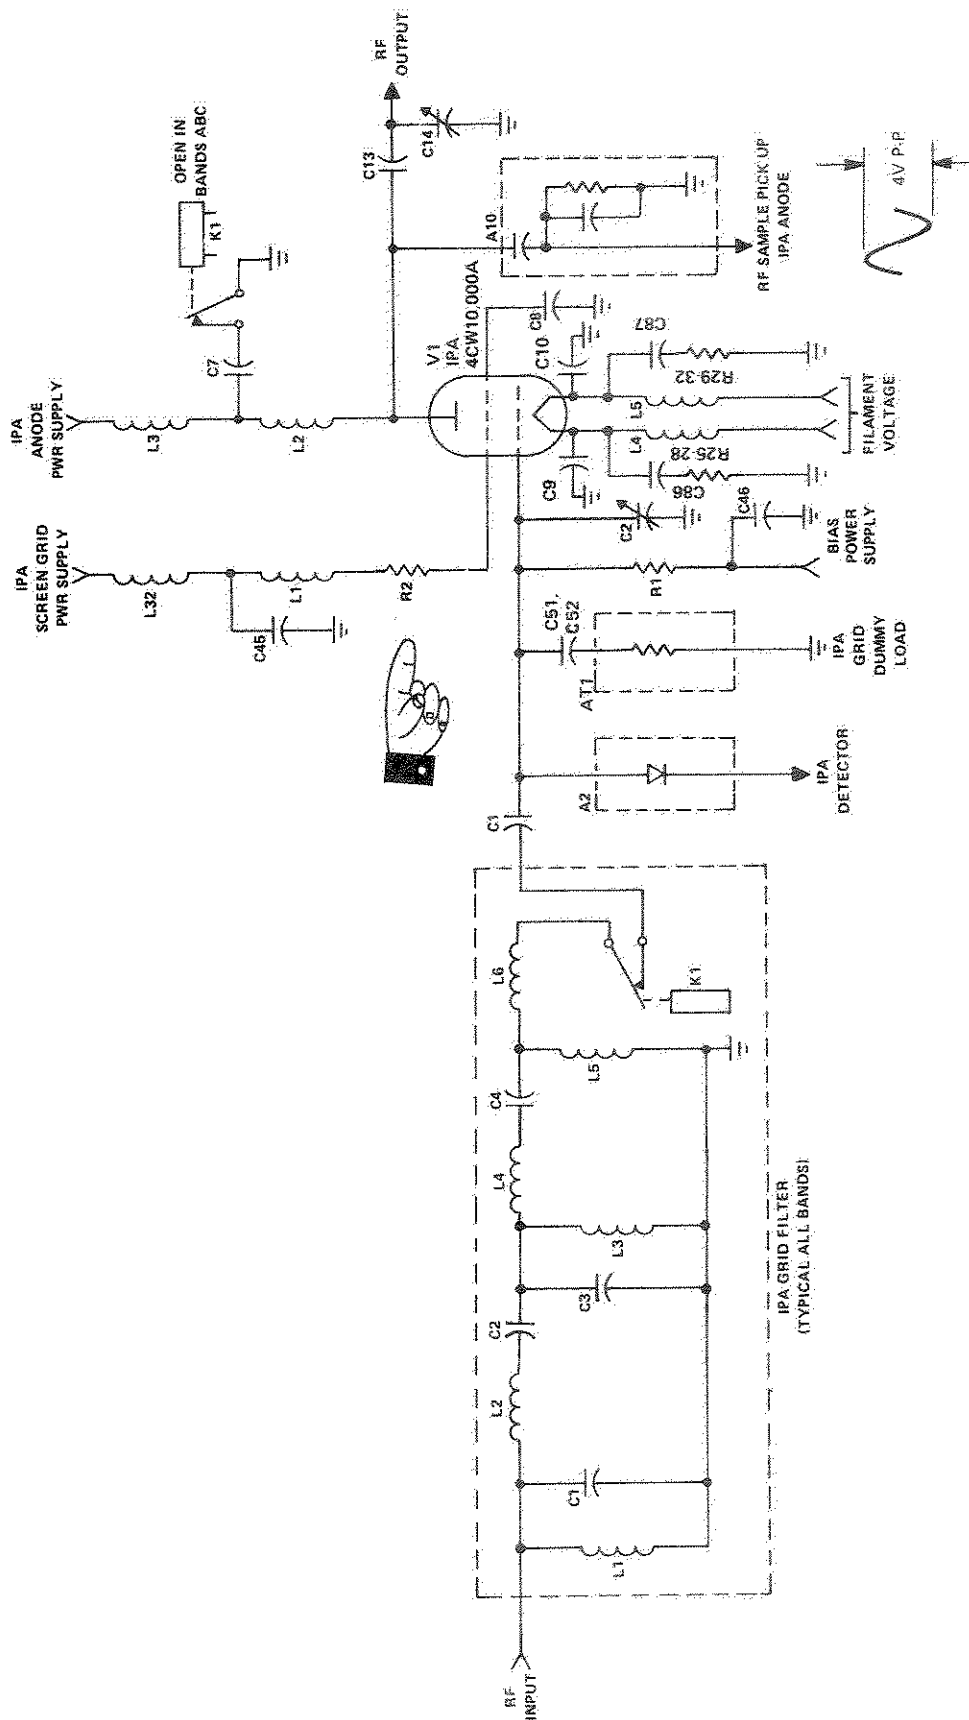 IPA
SCREEN GRID
PWR SUPPLY
L32
C45
L1
R2
IPA
ANODE
PWR SUPPLY
L3
L2
C7
OPEN IN
BANDS ABC
K1
V1
IPA
4CW10,000A
C8
C10
C9
C13
RF
OUTPUT
C14
A10
RF SAMPLE PICK UP
IPA ANODE
4V P-P
C87
R29-32
L5
L4
R25-28
C86
FILAMENT
VOLTAGE
C2
C46
R1
BIAS
POWER
SUPPLY
C51,
C52
AT1
IPA
GRID
DUMMY
LOAD
A2
IPA
DETECTOR
C1
RF
INPUT
L1
C1
L2
C2
C3
L3
L4
C4
L5
L6
K1
IPA GRID FILTER
(TYPICAL ALL BANDS)